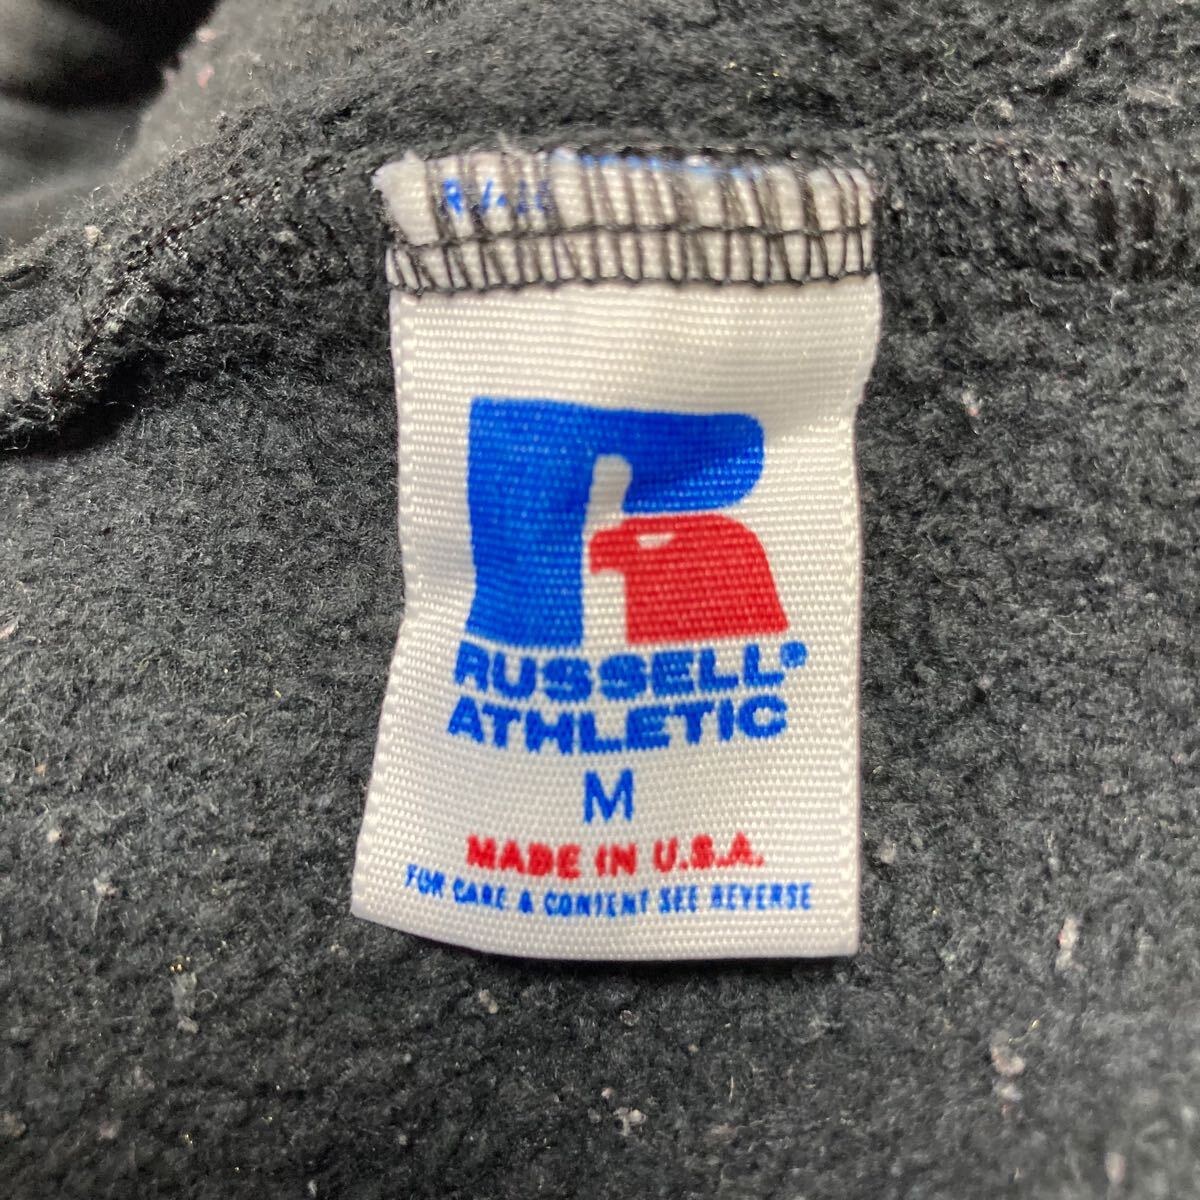 RUSSELL®
ATHLETIC
M
MADE IN U.S.A.
FOR CARE & CONTENT SEE REVERSE